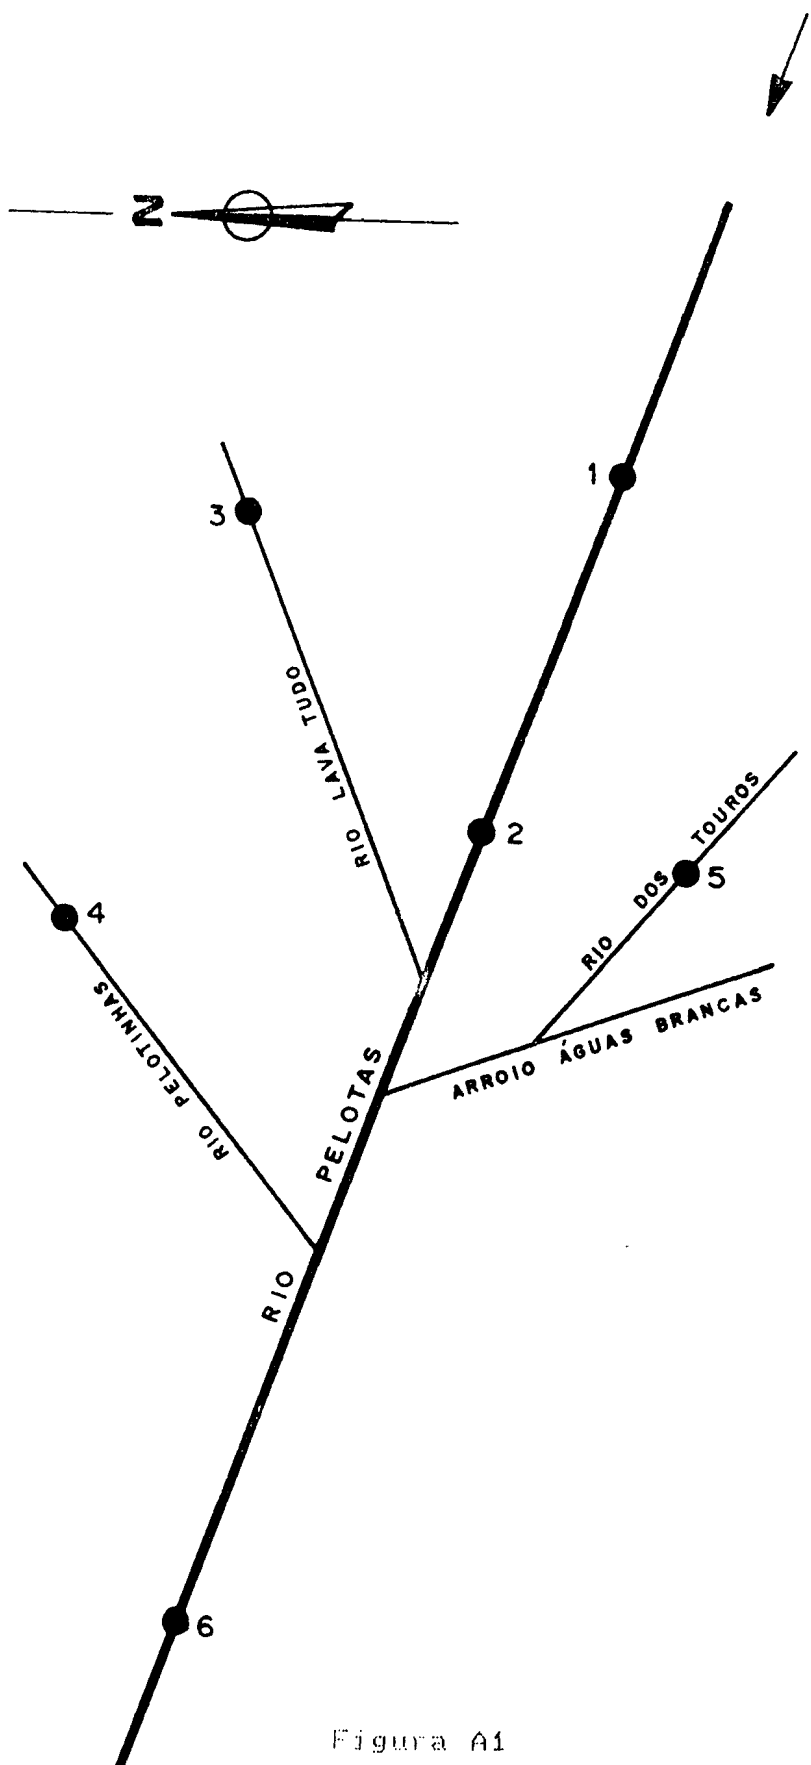 N
1
3
RIO LAVA TUDO
2
RIO DOS TOUROS
5
4
RIO PELOTINHAS
ARROIO ÁGUAS BRANCAS
RIO PELOTAS
6
Figura A1